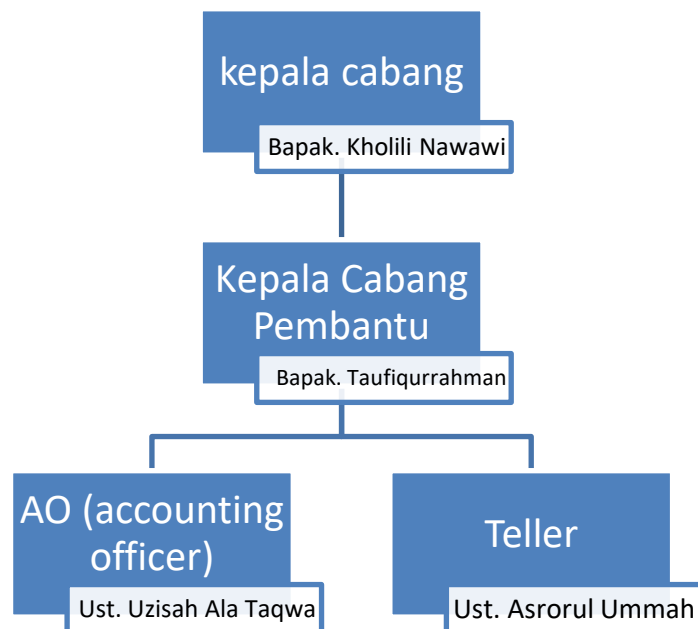 kepala cabang
Bapak. Kholili Nawawi
Kepala Cabang
Pembantu
Bapak. Taufiqurrahman
AO (accounting
officer)
Ust. Uzisah Ala Taqwa
Teller
Ust. Asrorul Ummah